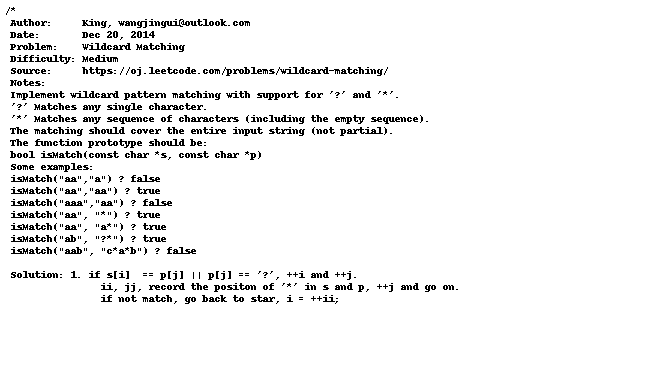 /*
Author:     King, wangjingui@outlook.com
Date:       Dec 20, 2014
Problem:    Wildcard Matching
Difficulty: Medium
Source:     https://oj.leetcode.com/problems/wildcard-matching/
Notes:
Implement wildcard pattern matching with support for '?' and '*'.
'?' Matches any single character.
'*' Matches any sequence of characters (including the empty sequence).
The matching should cover the entire input string (not partial).
The function prototype should be:
bool isMatch(const char *s, const char *p)
Some examples:
isMatch("aa","a") ? false
isMatch("aa","aa") ? true
isMatch("aaa","aa") ? false
isMatch("aa", "*") ? true
isMatch("aa", "a*") ? true
isMatch("ab", "?*") ? true
isMatch("aab", "c*a*b") ? false
Solution: 1. if s[i]  == p[j] || p[j] == '?', ++i and ++j.
ii, jj, record the positon of '*' in s and p, ++j and go on.
if not match, go back to star, i = ++ii;